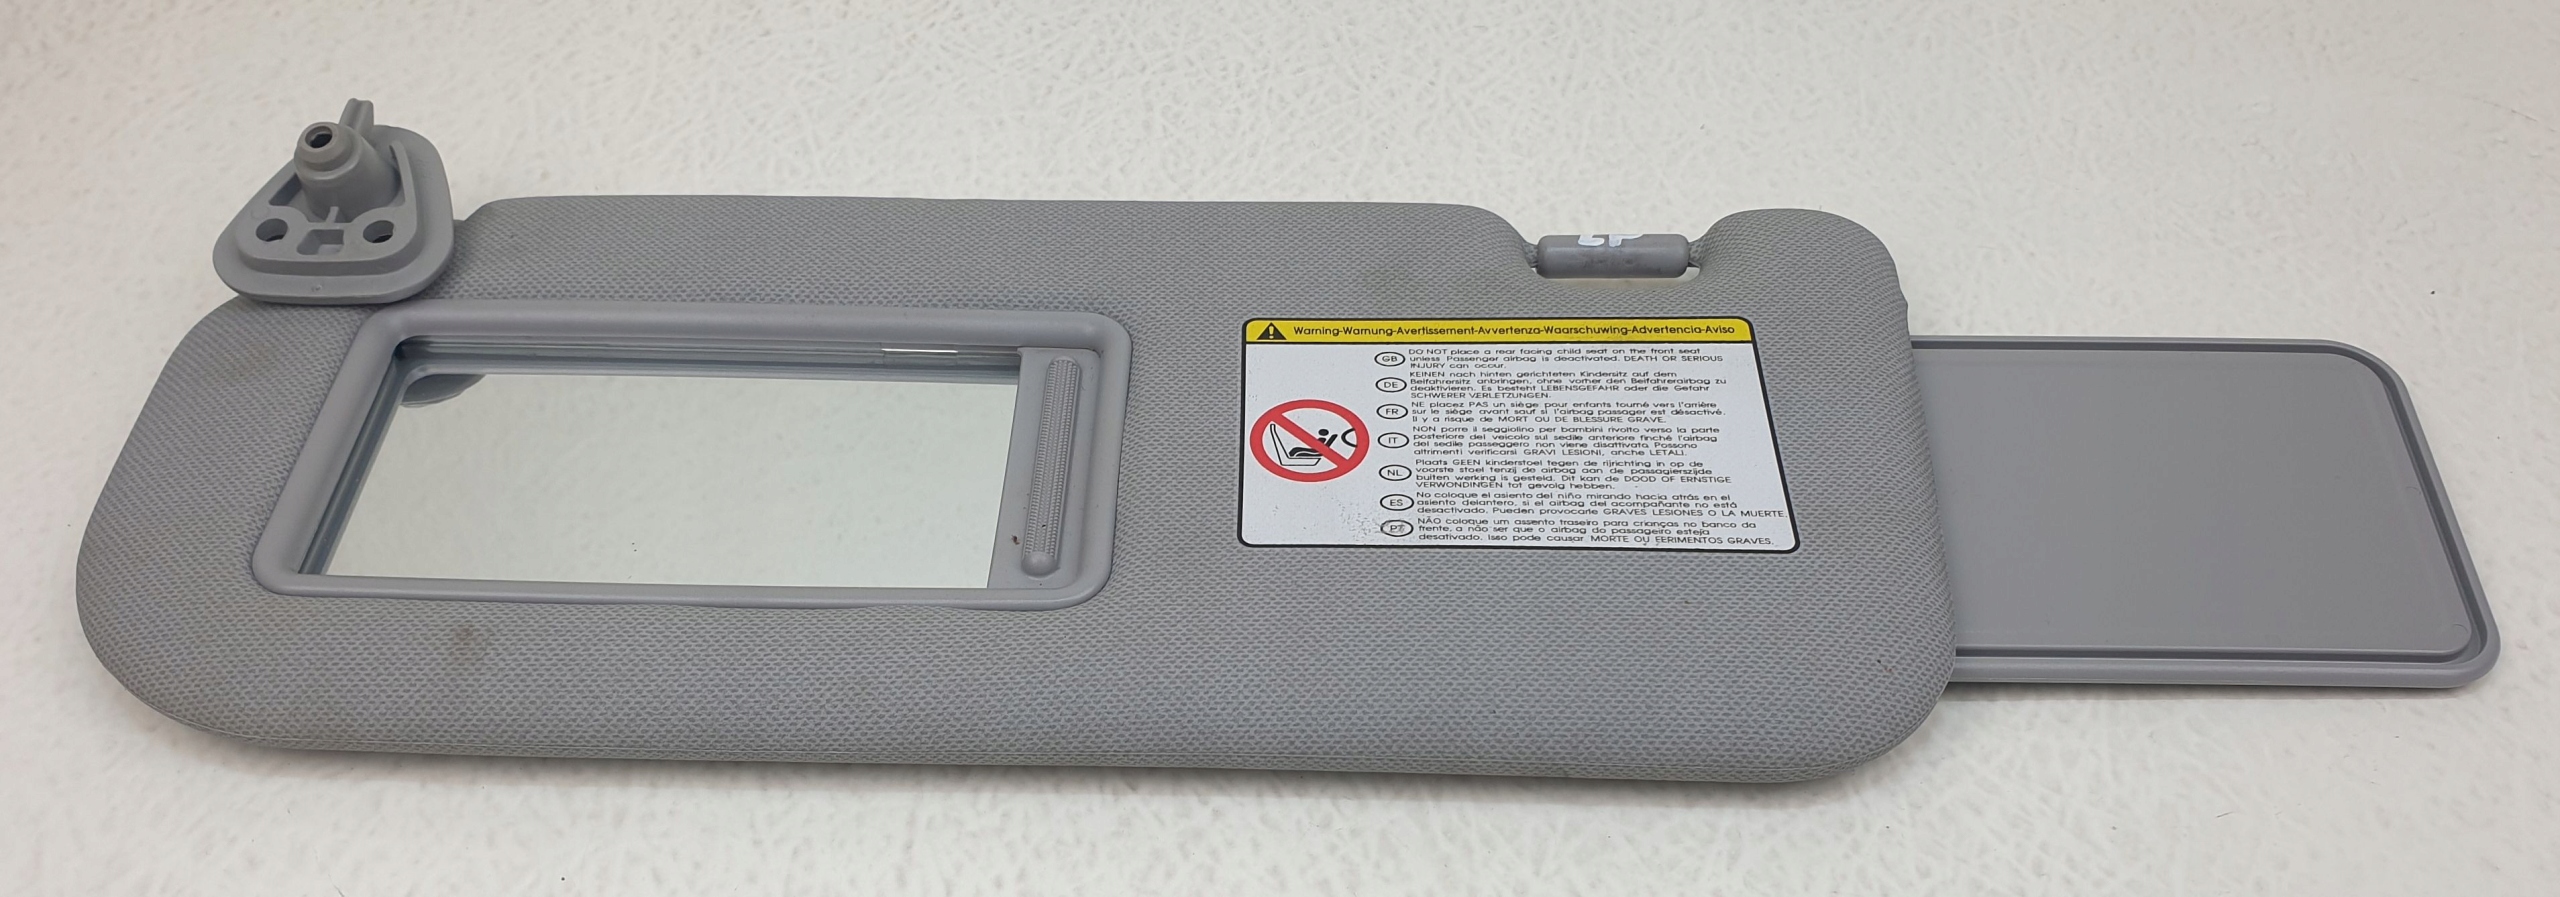 Warning-Warnung-Avertissement-Avvertenza-Waarschuwing-Advertencia-Aviso
GB
DO NOT place a rear facing child seat on the front seat
unless Passenger airbag is deactivated. DEATH OR SERIOUS
INJURY can occur.
DE
KEINEN nach hinten gerichteten Kindersitz auf dem
Beifahrersitz anbringen, ohne vorher den Beifahrerairbag zu
deaktivieren. Es besteht LEBENSGEFAHR oder die Gefahr
SCHWERER VERLETZUNGEN.
FR
NE placez PAS un siège pour enfants tourné vers l'arrière
sur le siège avant sauf si l'airbag passager est désactivé.
Il y a risque de MORT OU DE BLESSURE GRAVE.
IT
NON porre il seggiolino per bambini rivolto verso la parte
posteriore del veicolo sul sedile anteriore finché l'airbag
del sedile passeggero non viene disattivato. Possono
altrimenti verificarsi GRAVI LESIONI, anche LETALI.
NL
Plaats GEEN kinderstoel tegen de rijrichting in op de
voorste stoel tenzij de airbag aan de passagierszijde
buiten werking is gesteld. Dit kan de DOOD OF ERNSTIGE
VERWONDINGEN tot gevolg hebben.
ES
No coloque el asiento del niño mirando hacia atrás en el
asiento delantero, si el airbag del acompañante no está
desactivado. Pueden provocarle GRAVES LESIONES O LA MUERTE.
PT
NÃO coloque um assento traseiro para crianças no banco da
frente, a não ser que o airbag do passageiro esteja
desativado. Isso pode causar MORTE OU FERIMENTOS GRAVES.